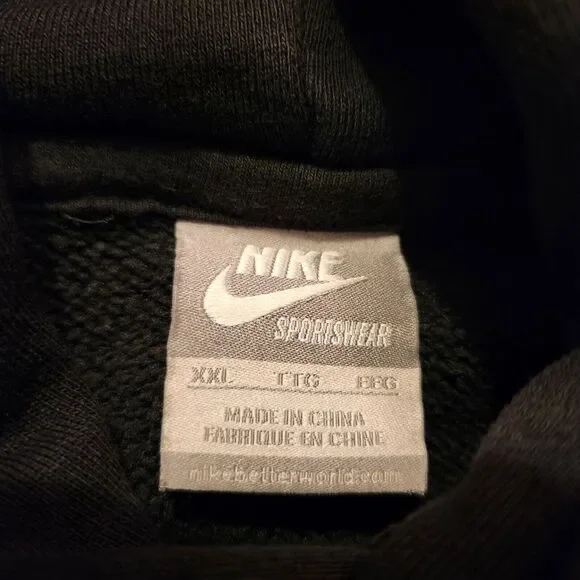 NIKE
SPORTSWEAR
XXL TTG EEG
MADE IN CHINA
FABRIQUE EN CHINE
nikebetterworld.com